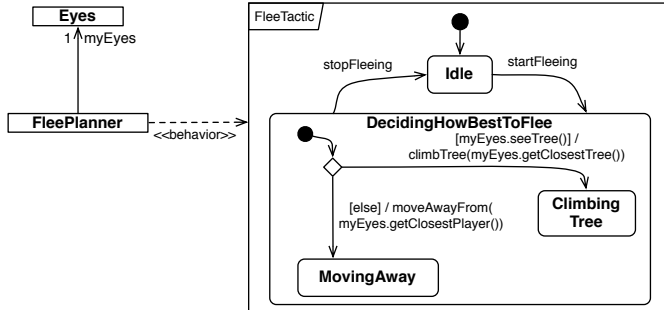 Eyes
1 myEyes
FleePlanner
<<behavior>>
FleeTactic
stopFleeing
Idle
startFleeing
DecidingHowBestToFlee
[myEyes.seeTree()] /
climbTree(myEyes.getClosestTree())
[else] / moveAwayFrom(
myEyes.getClosestPlayer())
Climbing
Tree
MovingAway